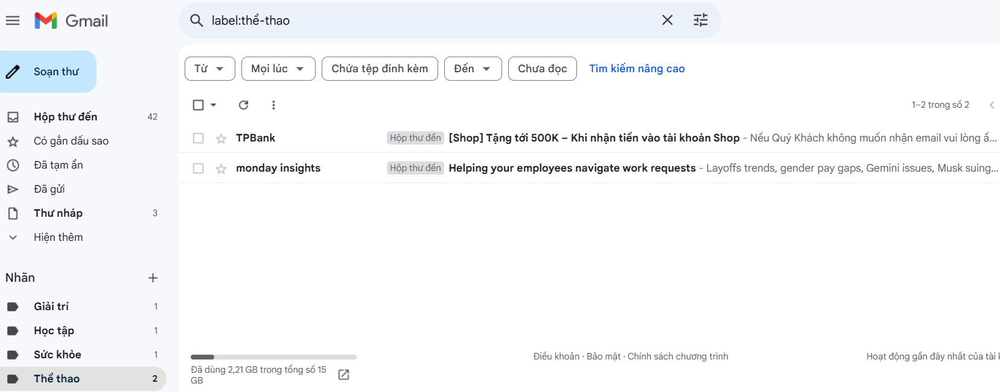 Gmail
label:thể-thao
Soạn thư
Từ Mọi lúc Chứa tệp đính kèm Đến Chưa đọc Tìm kiếm nâng cao
1–2 trong số 2
Hộp thư đến 42
Có gắn dấu sao
Đã tạm ẩn
Đã gửi
Thư nháp 3
Hiện thêm
TPBank Hộp thư đến [Shop] Tặng tới 500K – Khi nhận tiền vào tài khoản Shop - Nếu Quý Khách không muốn nhận email vui lòng ấ...
monday insights Hộp thư đến Helping your employees navigate work requests - Layoffs trends, gender pay gaps, Gemini issues, Musk suing...
Nhãn
Giải trí 1
Học tập 1
Sức khỏe 1
Thể thao 2
Đã dùng 2,21 GB trong tổng số 15
GB
Điều khoản · Bảo mật · Chính sách chương trình
Hoạt động gần đây nhất của tài